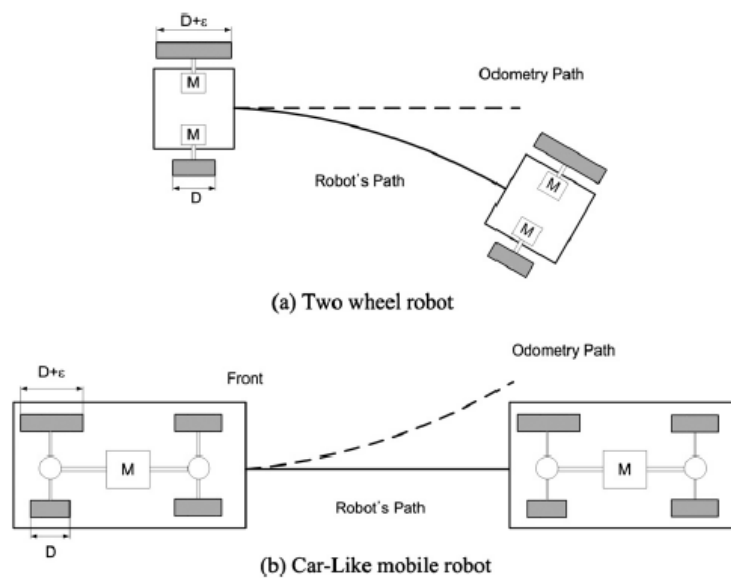 D+ε
M
Odometry Path
M
Robot's Path
D
M
M
(a) Two wheel robot
Odometry Path
D+ε
Front
M
M
Robot's Path
D
(b) Car-Like mobile robot